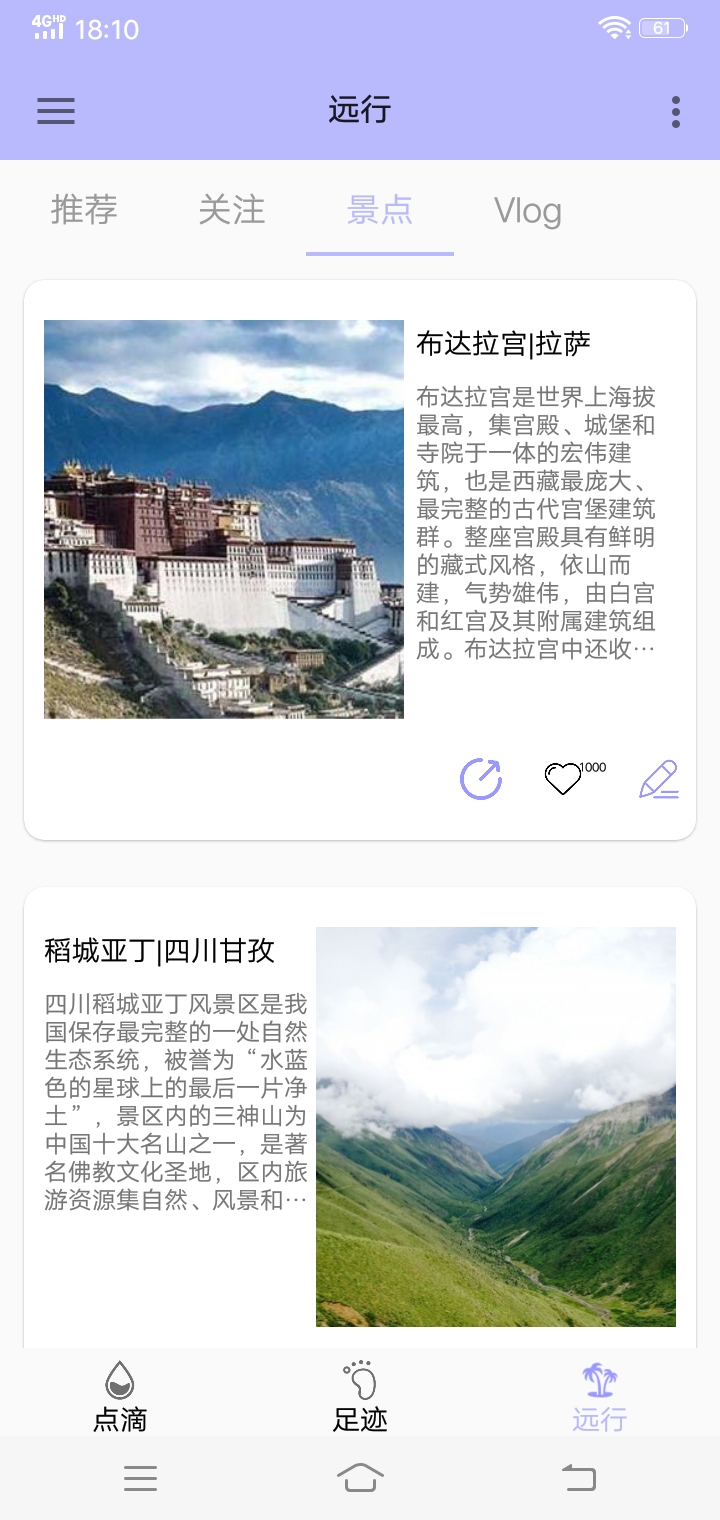 4G HD 18:10 61
远行
推荐 关注 景点 Vlog
布达拉宫|拉萨
布达拉宫是世界上海拔
最高，集宫殿、城堡和
寺院于一体的宏伟建
筑，也是西藏最庞大、
最完整的古代宫堡建筑
群。整座宫殿具有鲜明
的藏式风格，依山而
建，气势雄伟，由白宫
和红宫及其附属建筑组
成。布达拉宫中还收…
1000
稻城亚丁|四川甘孜
四川稻城亚丁风景区是我
国保存最完整的一处自然
生态系统，被誉为“水蓝
色的星球上的最后一片净
土”，景区内的三神山为
中国十大名山之一，是著
名佛教文化圣地，区内旅
游资源集自然、风景和…
点滴 足迹 远行